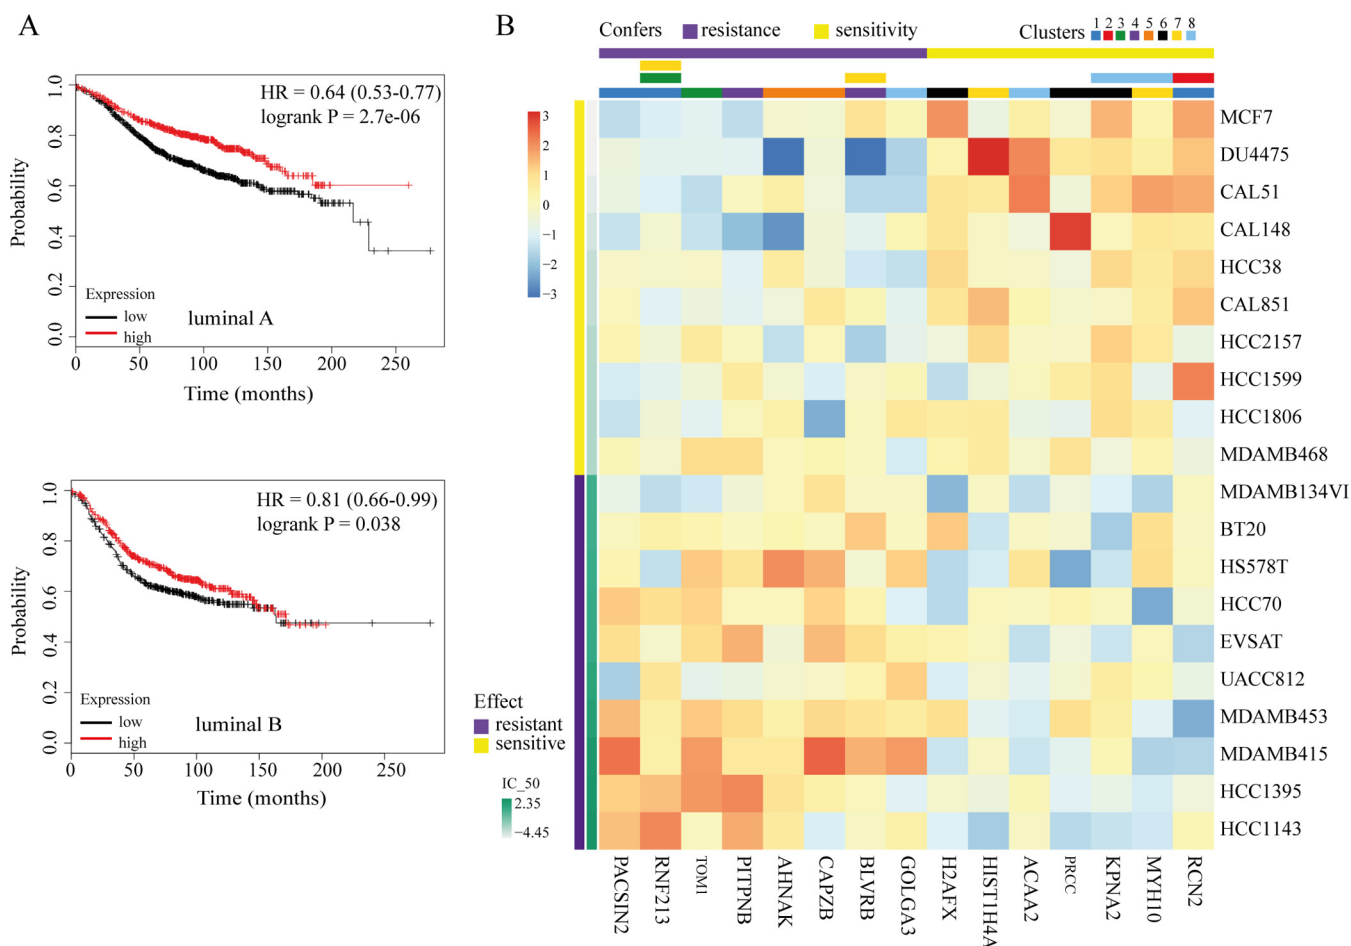 A
HR = 0.64 (0.53-0.77)
logrank P = 2.7e-06
Probability
1.0
0.8
0.6
0.4
0.2
0.0
Expression
low
high
luminal A
0 50 100 150 200 250
Time (months)
HR = 0.81 (0.66-0.99)
logrank P = 0.038
Probability
1.0
0.8
0.6
0.4
0.2
0.0
Expression
low
high
luminal B
0 50 100 150 200 250
Time (months)
B
Confers resistance sensitivity
Clusters 1 2 3 4 5 6 7 8
3
2
1
0
−1
−2
−3
Effect
resistant
sensitive
IC_50
2.35
−4.45
MCF7
DU4475
CAL51
CAL148
HCC38
CAL851
HCC2157
HCC1599
HCC1806
MDAMB468
MDAMB134VI
BT20
HS578T
HCC70
EVSAT
UACC812
MDAMB453
MDAMB415
HCC1395
HCC1143
PACSIN2
RNF213
TOM1
PITPNB
AHNAK
CAPZB
BLVRB
GOLGA3
H2AFX
HIST1H4A
ACAA2
PRCC
KPNA2
MYH10
RCN2